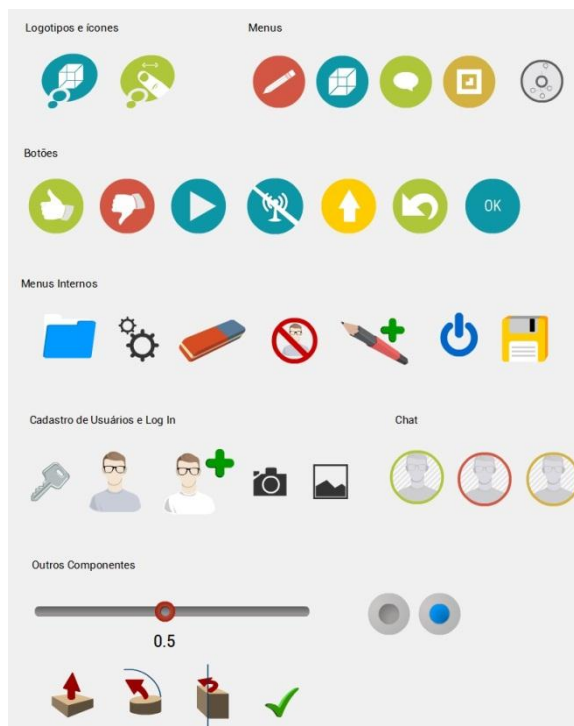 Logotipos e ícones
Menus
Botões
OK
Menus Internos
Cadastro de Usuários e Log In
Chat
Outros Componentes
0.5